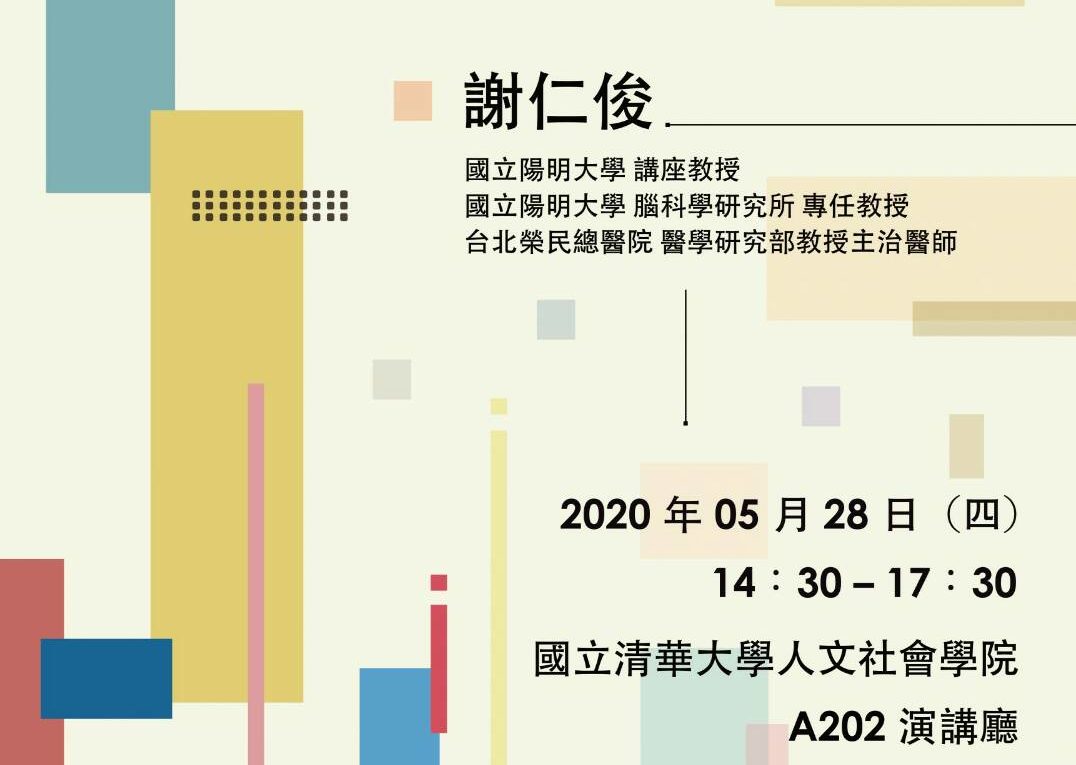 謝仁俊
國立陽明大學 講座教授
國立陽明大學 腦科學研究所 專任教授
台北榮民總醫院 醫學研究部教授主治醫師
2020 年 05 月 28 日（四）
14：30 – 17：30
國立清華大學人文社會學院
A202 演講廳